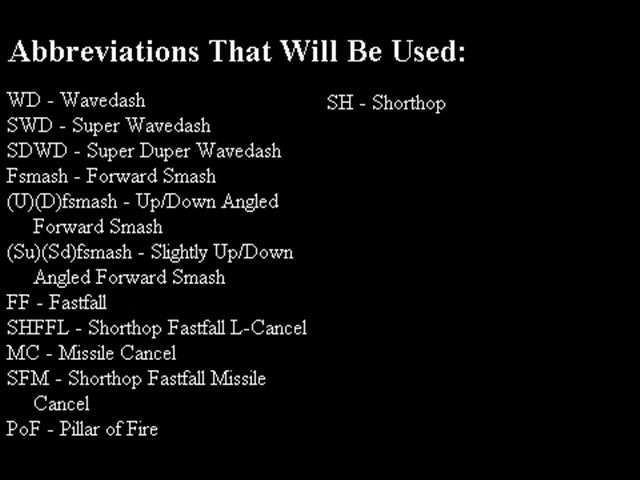 Abbreviations That Will Be Used:
WD - Wavedash
SWD - Super Wavedash
SDWD - Super Duper Wavedash
Fsmash - Forward Smash
(U)(D)fsmash - Up/Down Angled
Forward Smash
(Su)(Sd)fsmash - Slightly Up/Down
Angled Forward Smash
FF - Fastfall
SHFFL - Shorthop Fastfall L-Cancel
MC - Missile Cancel
SFM - Shorthop Fastfall Missile
Cancel
PoF - Pillar of Fire
SH - Shorthop